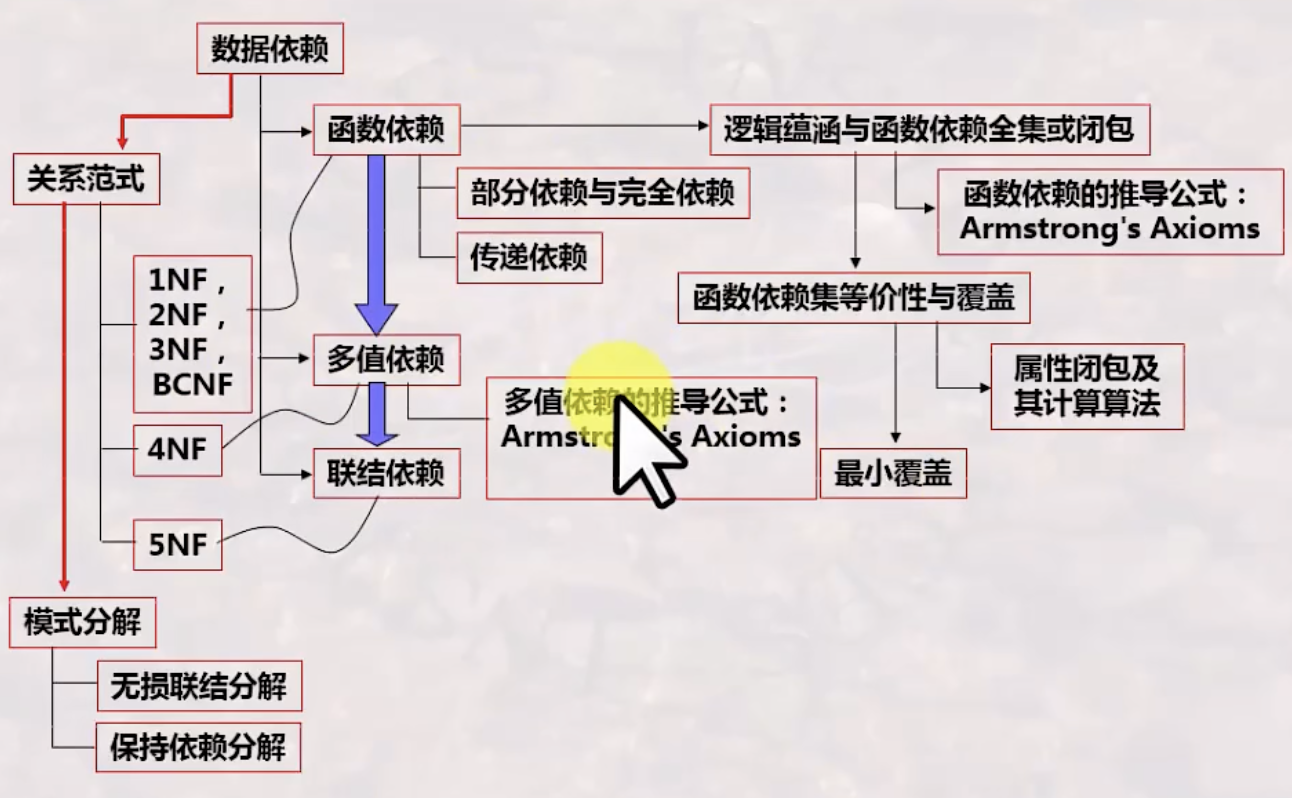 数据依赖
函数依赖
逻辑蕴涵与函数依赖全集或闭包
关系范式
部分依赖与完全依赖
函数依赖的推导公式：
Armstrong's Axioms
传递依赖
1NF，
2NF，
3NF，
BCNF
函数依赖集等价性与覆盖
多值依赖
属性闭包及
其计算算法
多值依赖的推导公式：
Axioms
4NF
联结依赖
最小覆盖
5NF
模式分解
无损联结分解
保持依赖分解